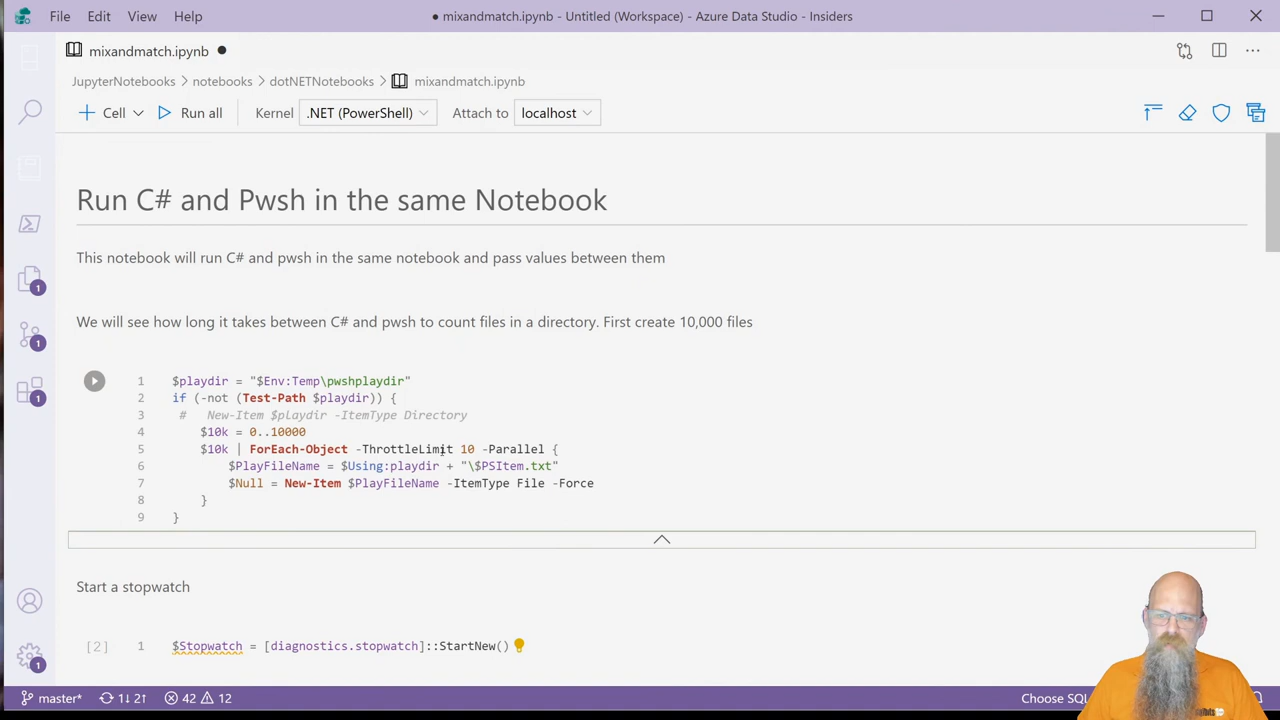 File Edit View Help
● mixandmatch.ipynb - Untitled (Workspace) - Azure Data Studio - Insiders
mixandmatch.ipynb ●
JupyterNotebooks > notebooks > dotNETNotebooks > mixandmatch.ipynb
+ Cell Run all Kernel .NET (PowerShell) Attach to localhost
Run C# and Pwsh in the same Notebook
This notebook will run C# and pwsh in the same notebook and pass values between them
We will see how long it takes between C# and pwsh to count files in a directory. First create 10,000 files
1 $playdir = "$Env:Temp\pwshplaydir"
2 if (-not (Test-Path $playdir)) {
3 # New-Item $playdir -ItemType Directory
4 $10k = 0..10000
5 $10k | ForEach-Object -ThrottleLimit 10 -Parallel {
6 $PlayFileName = $Using:playdir + "\$PSItem.txt"
7 $Null = New-Item $PlayFileName -ItemType File -Force
8 }
9 }
1
1
1
Start a stopwatch
[2] 1 $Stopwatch = [diagnostics.stopwatch]::StartNew()
1
1
master* 1↓ 2↑ 42 12
Choose SQL